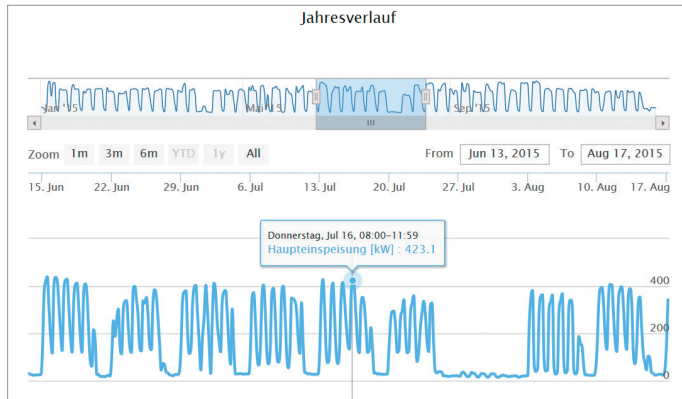 Jahresverlauf
Jan '15 Mai '15 Sep '15
Zoom 1m 3m 6m YTD 1y All From Jun 13, 2015 To Aug 17, 2015
15. Jun 22. Jun 29. Jun 6. Jul 13. Jul 20. Jul 27. Jul 3. Aug 10. Aug 17. Aug
Donnerstag, Jul 16, 08:00-11:59
Haupteinspeisung [kW] : 423.1
400
200
0